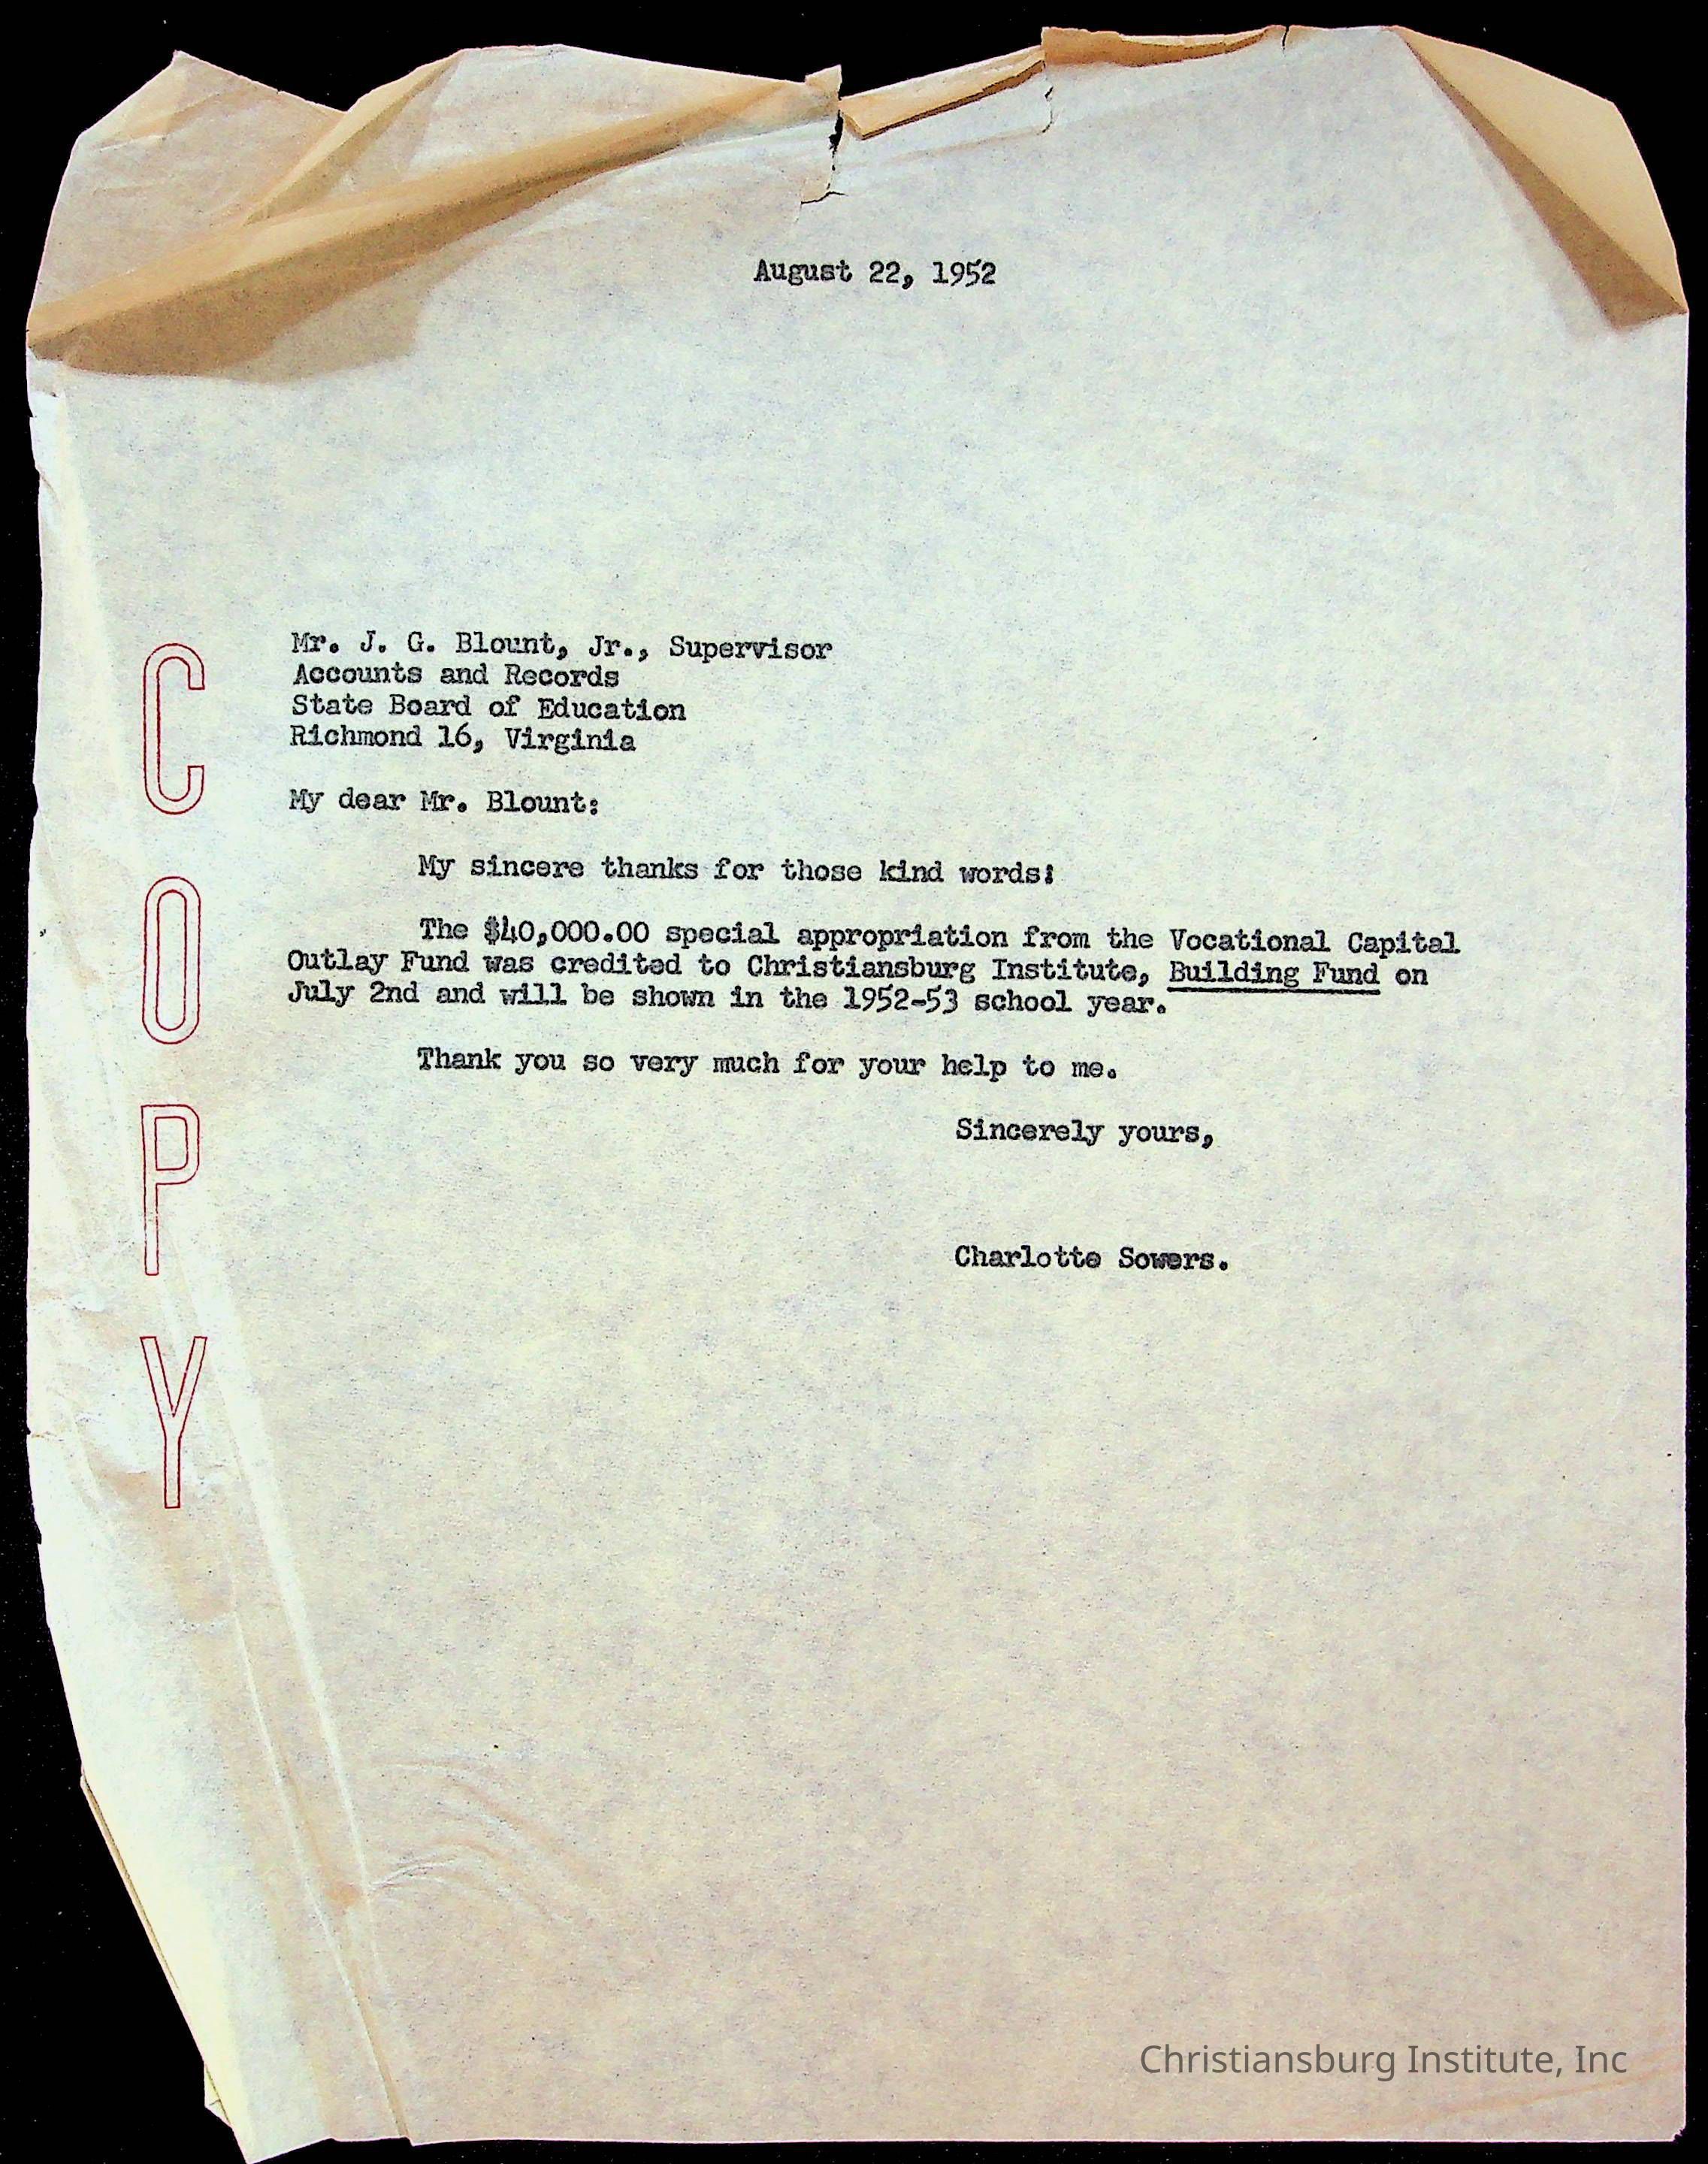 August 22, 1952
Mr. J. G. Blount, Jr., Supervisor
Accounts and Records
State Board of Education
Richmond 16, Virginia
My dear Mr. Blount:
My sincere thanks for those kind words!
The $40,000.00 special appropriation from the Vocational Capital
Outlay Fund was credited to Christiansburg Institute, Building Fund on
July 2nd and will be shown in the 1952-53 school year.
Thank you so very much for your help to me.
Sincerely yours,
Charlotte Sowers.
COPY
Christiansburg Institute, Inc